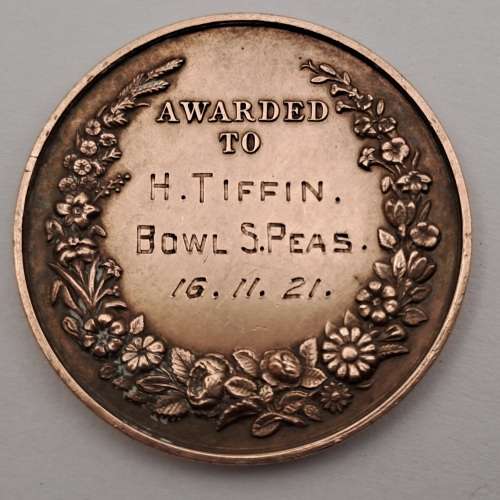 AWARDED
TO
H. TIFFIN.
BOWL S. PEAS.
16. 11. 21.